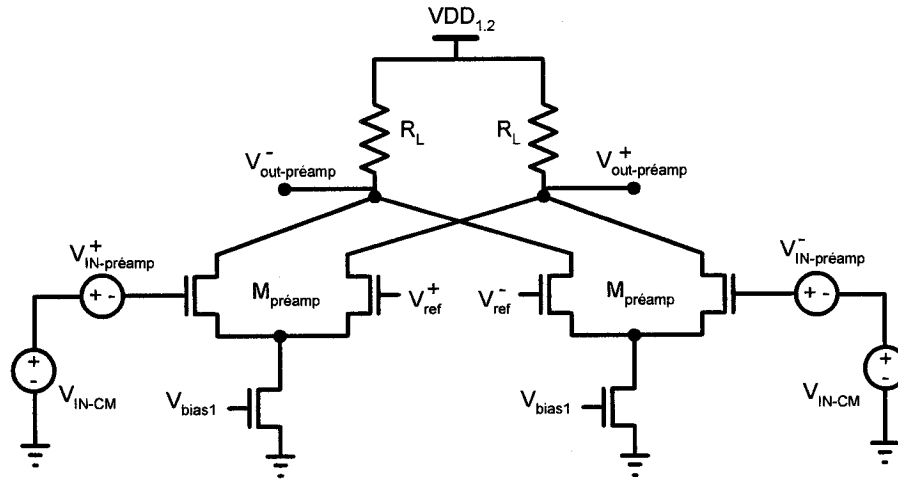 VDD1.2
RL
RL
V-out-préamp
V+out-préamp
V+IN-préamp
V-IN-préamp
+ -
Mpréamp
V+ref
V-ref
Mpréamp
+ -
+
-
VIN-CM
Vbias1
Vbias1
VIN-CM
+
-